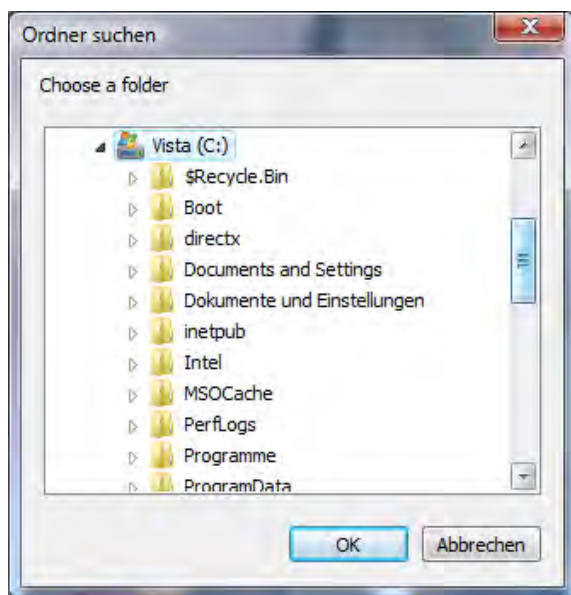 Ordner suchen
Choose a folder
Vista (C:)
$Recycle.Bin
Boot
directx
Documents and Settings
Dokumente und Einstellungen
inetpub
Intel
MSOCache
PerfLogs
Programme
ProgramData
OK Abbrechen